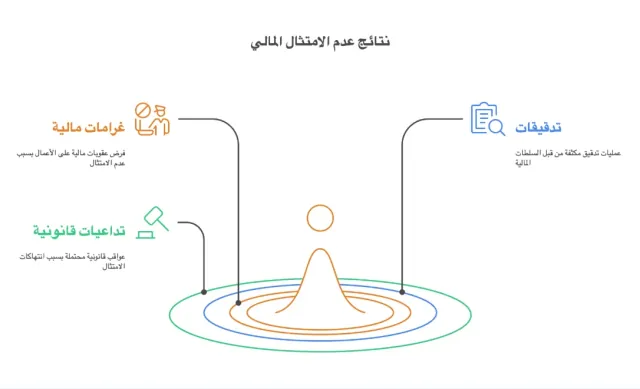 نتائج عدم الامتثال المالي
تدقيقات
عمليات تدقيق مكثفة من قبل السلطات
المالية
غرامات مالية
فرض عقوبات مالية على الأعمال بسبب
عدم الامتثال
تداعيات قانونية
عواقب قانونية محتملة بسبب انتهاكات
الامتثال